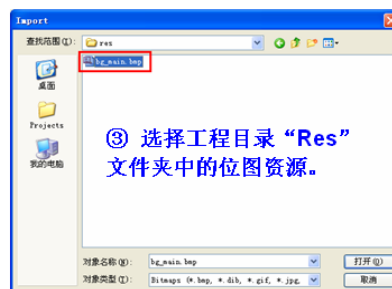 Import
查找范围(I):
res
bg_main.bmp
桌面
Projects
我的电脑
③ 选择工程目录“Res”
文件夹中的位图资源。
对象名称(N):
bg_main.bmp
打开(O)
对象类型(T):
Bitmaps (*.bmp, *.dib, *.gif, *.jpg,
取消